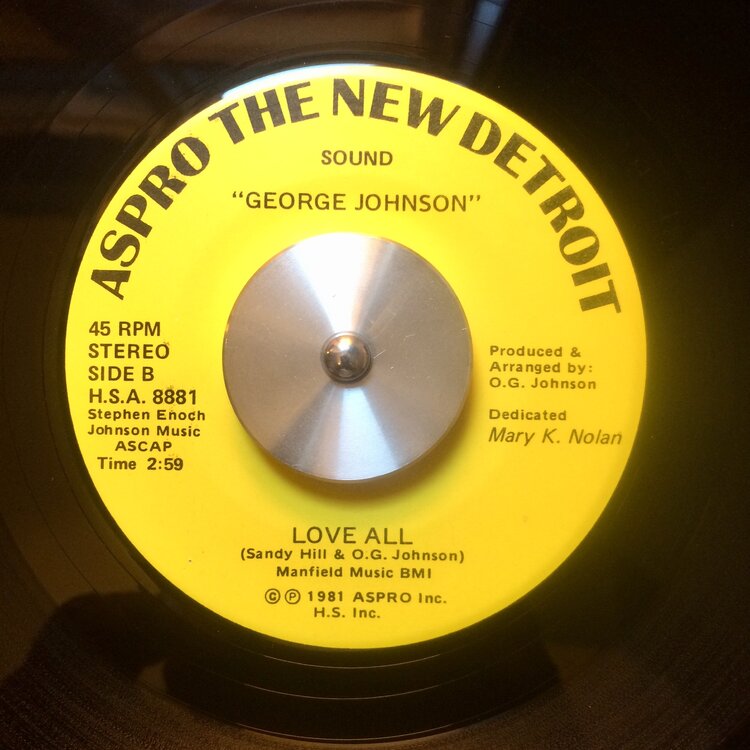 ASPRO THE NEW DETROIT
SOUND
“GEORGE JOHNSON”
45 RPM
STEREO
SIDE B
H.S.A. 8881
Stephen Enoch
Johnson Music
ASCAP
Time 2:59
Produced &
Arranged by:
O.G. Johnson
Dedicated
Mary K. Nolan
LOVE ALL
(Sandy Hill & O.G. Johnson)
Manfield Music BMI
© ℗ 1981 ASPRO Inc.
H.S. Inc.